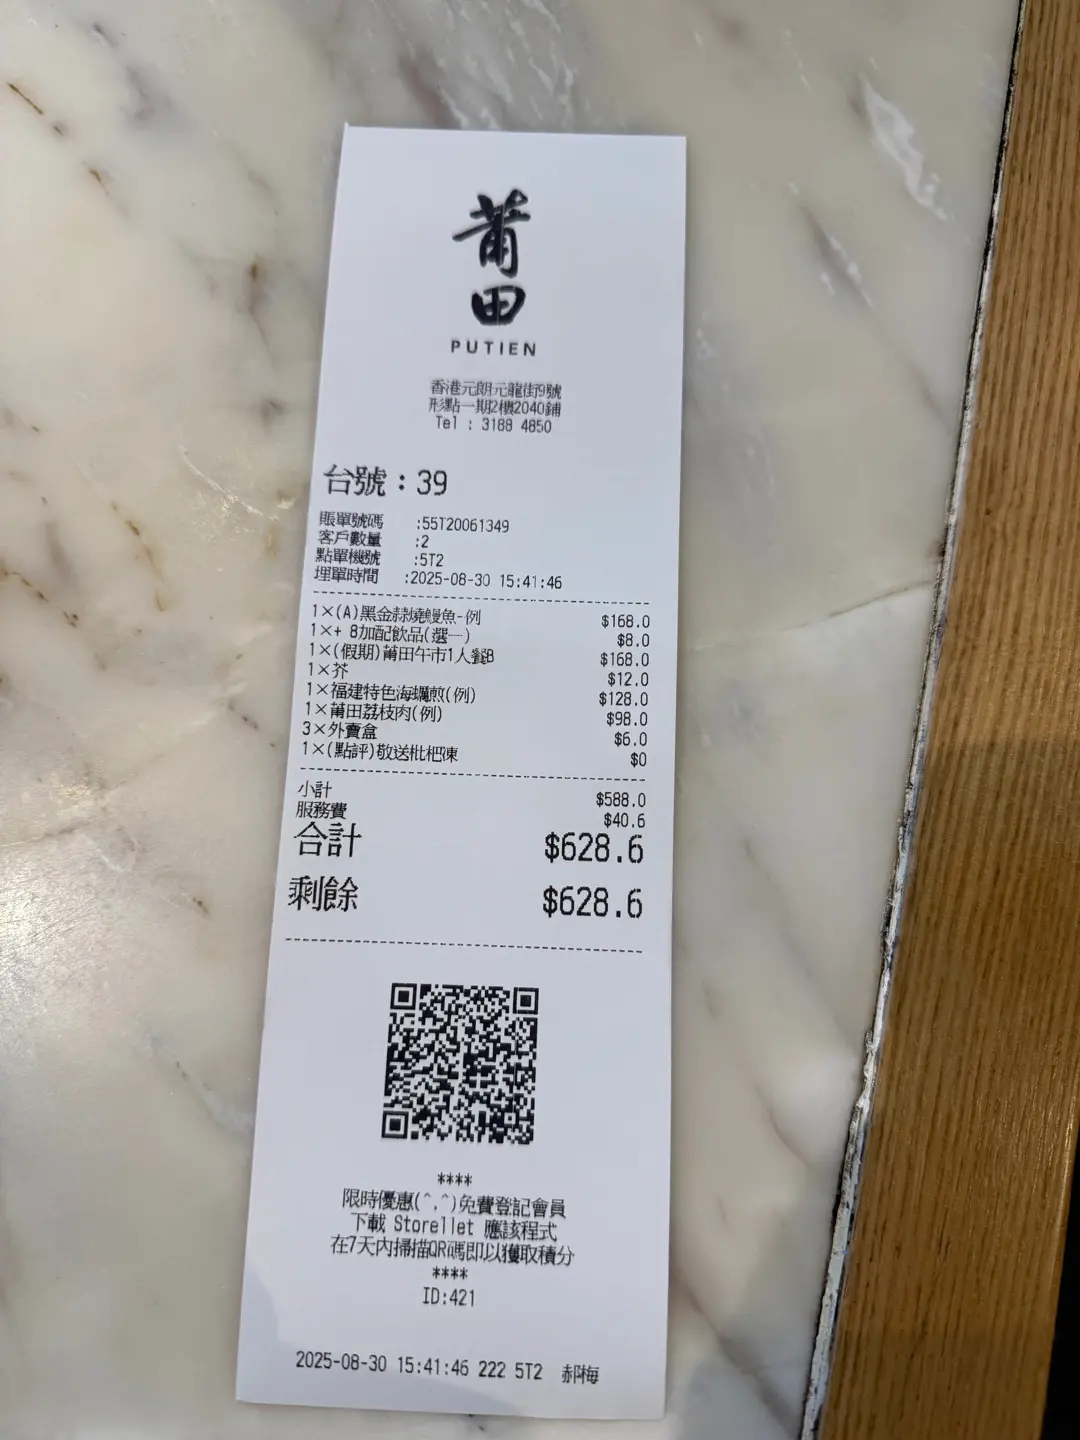 莆田
PUTIEN
香港元朗元龍街9號
形點一期2樓2040鋪
Tel : 3188 4850
台號：39
賬單號碼 :55T20061349
客戶數量 :2
點單機號 :5T2
埋單時間 :2025-08-30 15:41:46
1×(A)黑金蒜燒鰻魚-例 $168.0
1×+ 8加配飲品(選一) $8.0
1×(假期)莆田午市1人餐B $168.0
1×芥 $12.0
1×福建特色海蠣煎(例) $128.0
1×莆田荔枝肉(例) $98.0
3×外賣盒 $6.0
1×(點評)敬送枇杷凍 $0
小計 $588.0
服務費 $40.6
合計 $628.6
剩餘 $628.6
****
限時優惠(^,^)免費登記會員
下載 Storellet 應該程式
在7天內掃描QR碼即以獲取積分
****
ID:421
2025-08-30 15:41:46 222 5T2 郝梅